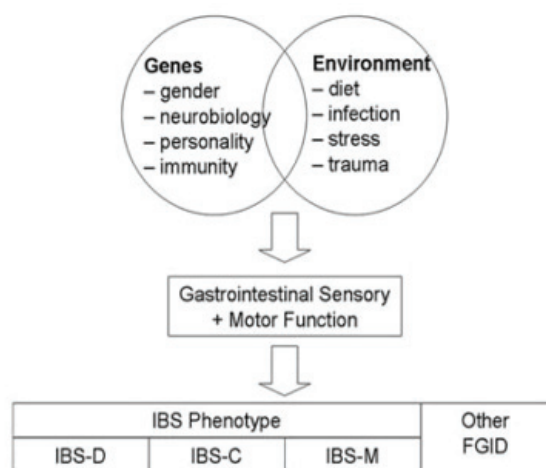 Genes
– gender
– neurobiology
– personality
– immunity
Environment
– diet
– infection
– stress
– trauma
Gastrointestinal Sensory
+ Motor Function
IBS Phenotype
IBS-D
IBS-C
IBS-M
Other
FGID